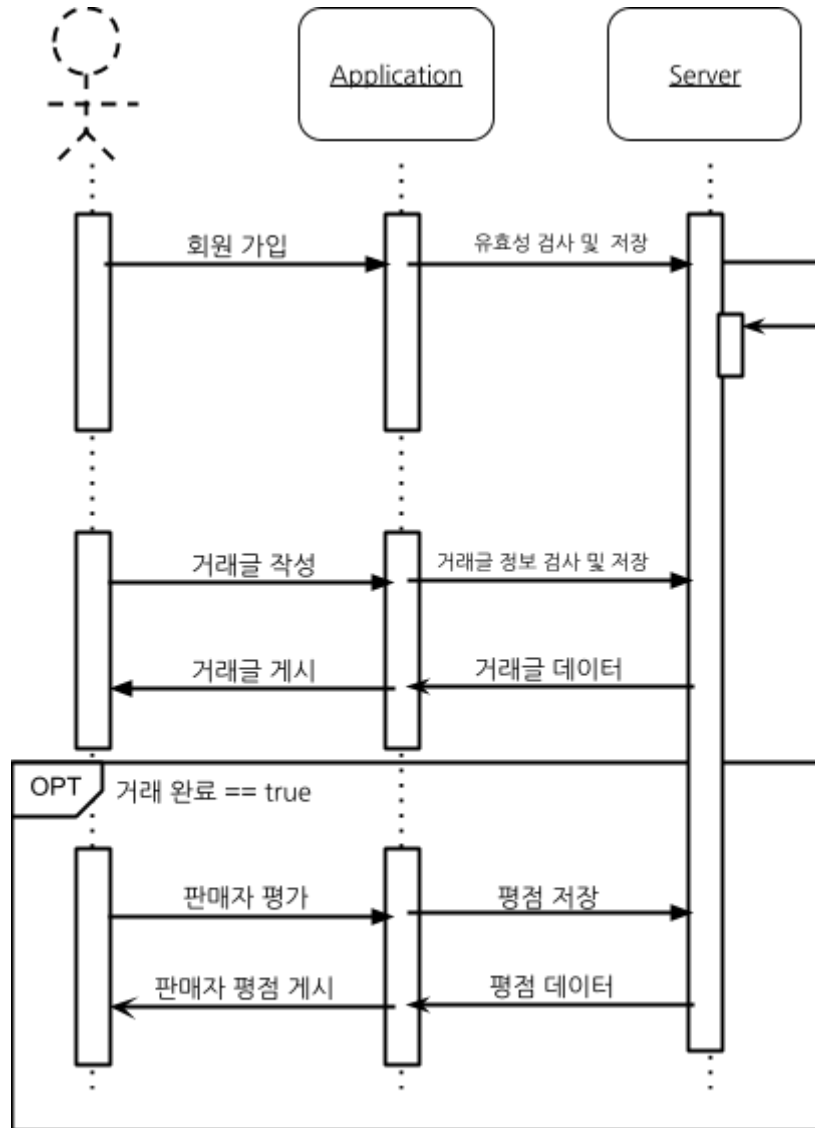 Application
Server
회원 가입
유효성 검사 및 저장
거래글 작성
거래글 정보 검사 및 저장
거래글 게시
거래글 데이터
OPT
거래 완료 == true
판매자 평가
평점 저장
판매자 평점 게시
평점 데이터